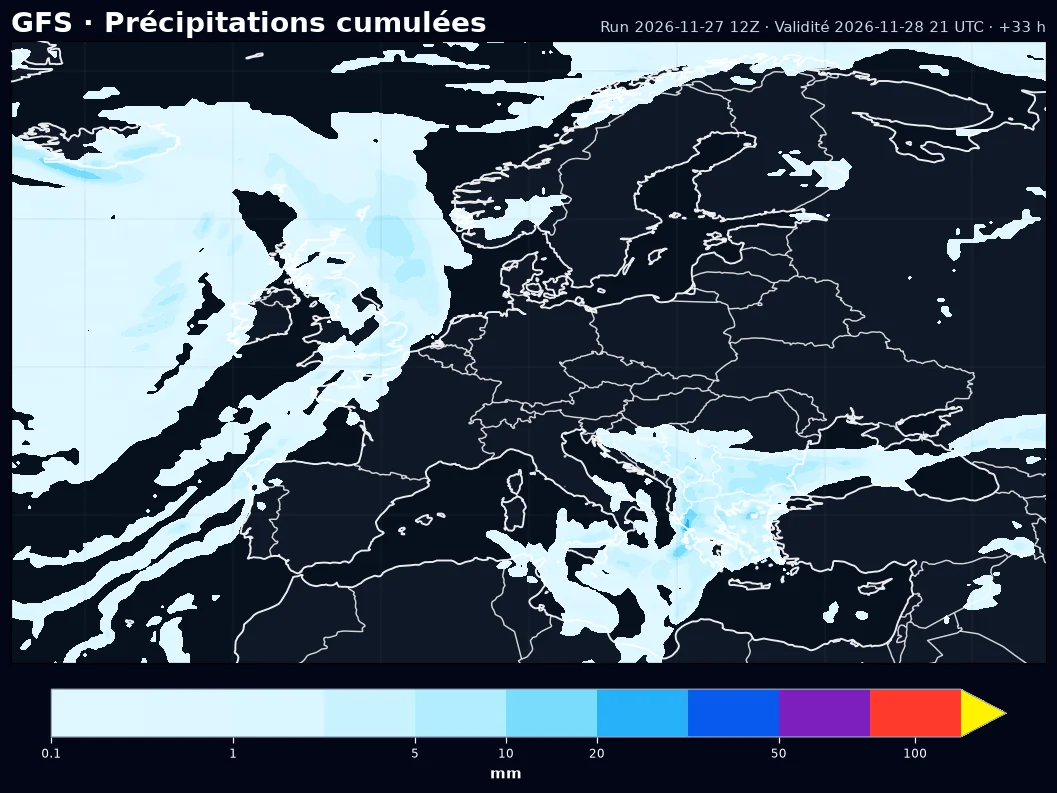 GFS · Précipitations cumulées
Run 2026-11-27 12Z · Validité 2026-11-28 21 UTC · +33 h
0.1 1 5 10 20 50 100
mm